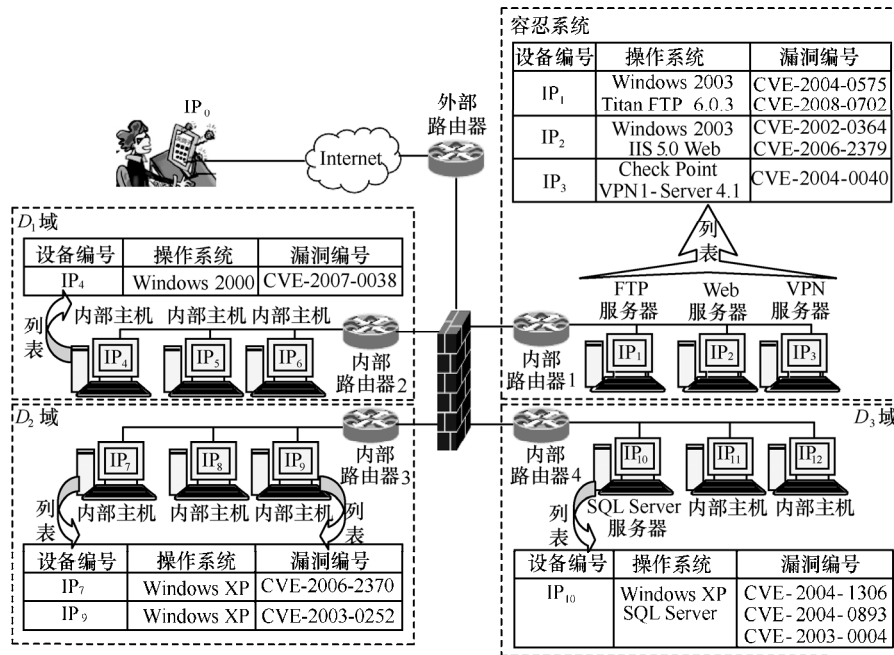 IP0
Internet
外部
路由器
容忍系统
设备编号 操作系统 漏洞编号
IP1 Windows 2003 CVE-2004-0575
Titan FTP 6.0.3 CVE-2008-0702
IP2 Windows 2003 CVE-2002-0364
IIS 5.0 Web CVE-2006-2379
IP3 Check Point CVE-2004-0040
VPN1-Server 4.1
列
表
FTP Web VPN
服务器 服务器 服务器
IP1 IP2 IP3
内部
路由器1
D1域
设备编号 操作系统 漏洞编号
IP4 Windows 2000 CVE-2007-0038
列
表
内部主机 内部主机 内部主机
IP4 IP5 IP6
内部
路由器2
D2域
IP7 IP8 IP9
内部
路由器3
内部主机 内部主机 内部主机
列
表
列
表
设备编号 操作系统 漏洞编号
IP7 Windows XP CVE-2006-2370
IP9 Windows XP CVE-2003-0252
D3域
内部
路由器4
IP10 IP11 IP12
SQL Server 内部主机 内部主机
服务器
列
表
设备编号 操作系统 漏洞编号
IP10 Windows XP CVE-2004-1306
SQL Server CVE-2004-0893
CVE-2003-0004